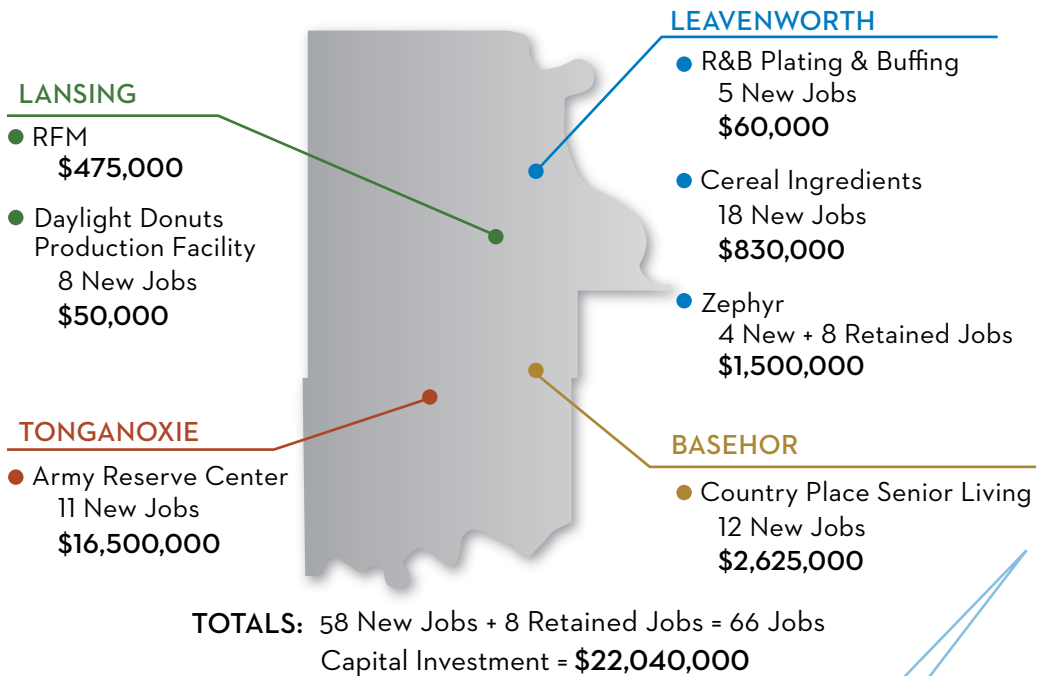 LANSING
RFM
$475,000
Daylight Donuts
Production Facility
8 New Jobs
$50,000
TONGANOXIE
Army Reserve Center
11 New Jobs
$16,500,000
LEAVENWORTH
R&B Plating & Buffing
5 New Jobs
$60,000
Cereal Ingredients
18 New Jobs
$830,000
Zephyr
4 New + 8 Retained Jobs
$1,500,000
BASEHOR
Country Place Senior Living
12 New Jobs
$2,625,000
TOTALS: 58 New Jobs + 8 Retained Jobs = 66 Jobs
Capital Investment = $22,040,000